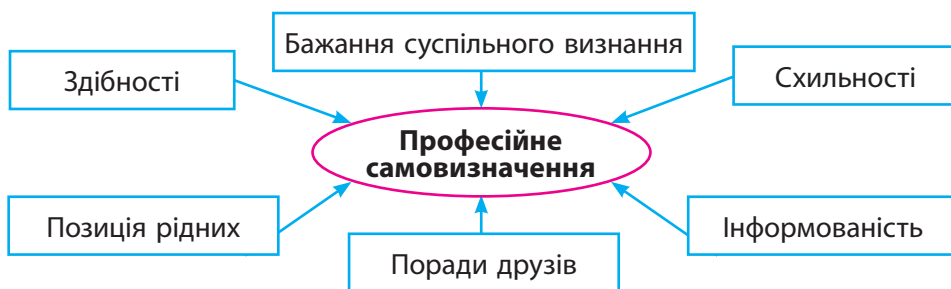 Бажання суспільного визнання
Здібності
Схильності
Професійне
самовизначення
Позиція рідних
Інформованість
Поради друзів